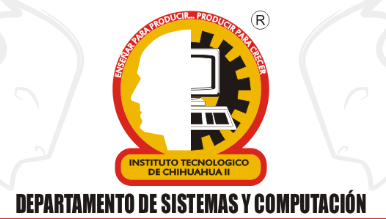 ENSEÑAR PARA PRODUCIR... PRODUCIR PARA CRECER
®
INSTITUTO TECNOLOGICO
DE CHIHUAHUA II
DEPARTAMENTO DE SISTEMAS Y COMPUTACIÓN